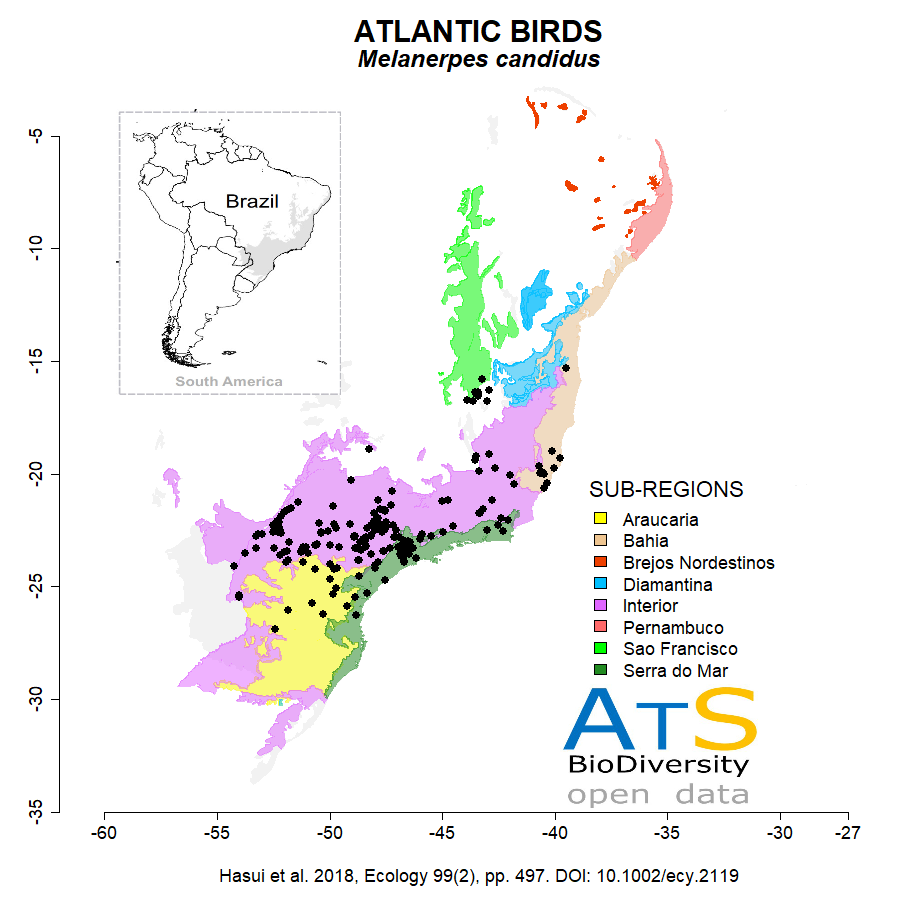 ATLANTIC BIRDS
Melanerpes candidus
-5
-10
-15
-20
-25
-30
-35
Brazil
South America
SUB-REGIONS
Araucaria
Bahia
Brejos Nordestinos
Diamantina
Interior
Pernambuco
Sao Francisco
Serra do Mar
ATS
BioDiversity
open data
-60 -55 -50 -45 -40 -35 -30 -27
Hasui et al. 2018, Ecology 99(2), pp. 497. DOI: 10.1002/ecy.2119